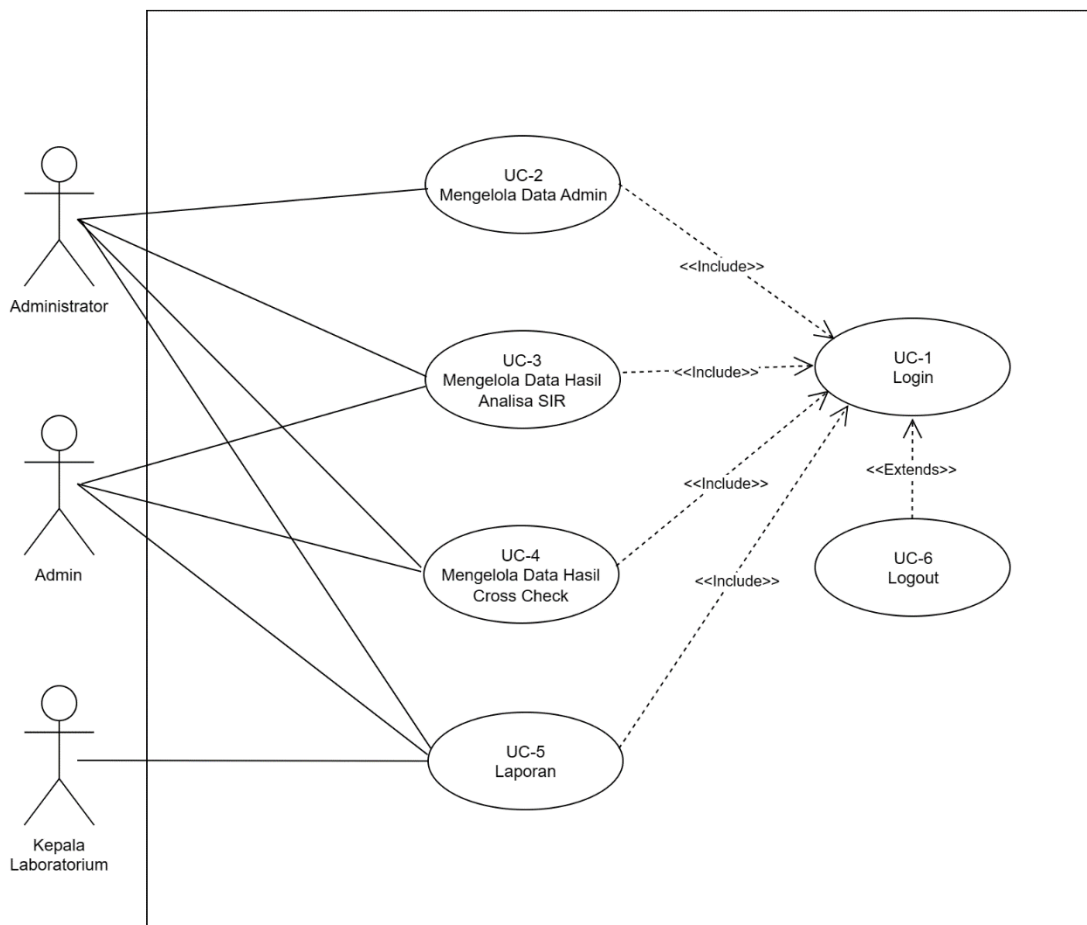 UC-2
Mengelola Data Admin
<<Include>>
Administrator
UC-3
Mengelola Data Hasil
Analisa SIR
<<Include>>
UC-1
Login
<<Extends>>
Admin
UC-4
Mengelola Data Hasil
Cross Check
<<Include>>
UC-6
Logout
<<Include>>
UC-5
Laporan
Kepala
Laboratorium